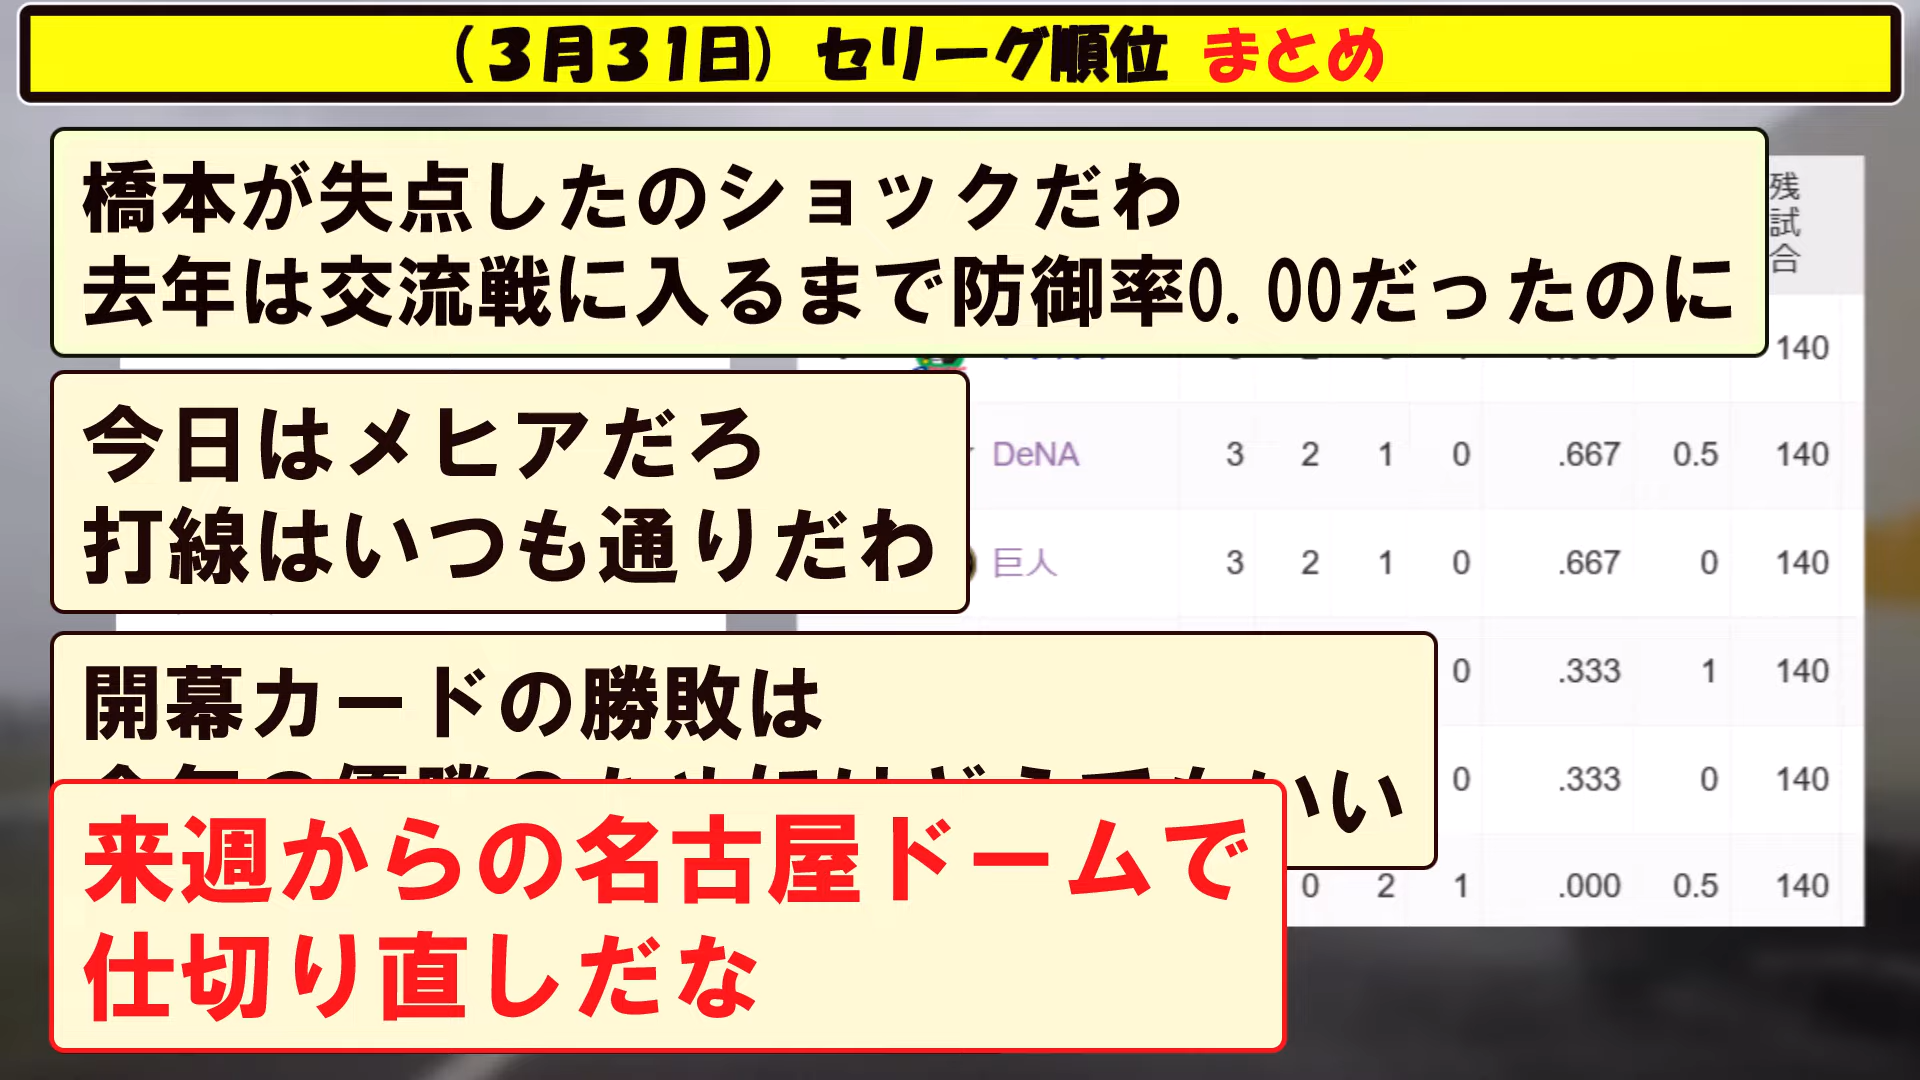 （３月３１日）セリーグ順位 まとめ
橋本が失点したのショックだわ
去年は交流戦に入るまで防御率0.00だったのに
今日はメヒアだろ
打線はいつも通りだわ
開幕カードの勝敗は
いい
来週からの名古屋ドームで
仕切り直しだな
残試合
140
DeNA 3 2 1 0 .667 0.5 140
巨人 3 2 1 0 .667 0 140
0 .333 1 140
0 .333 0 140
0 2 1 .000 0.5 140